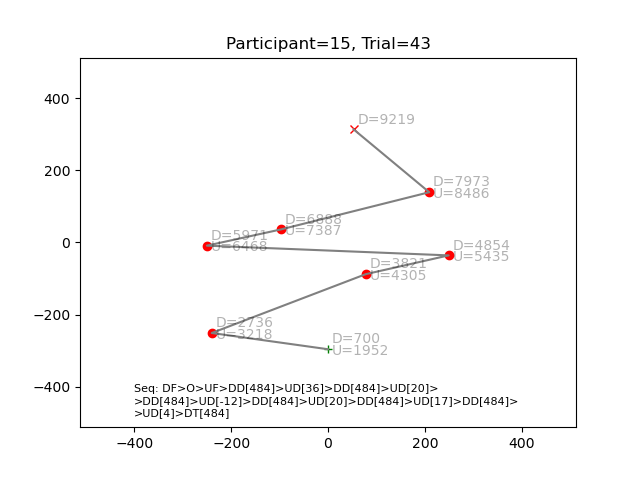 Participant=15, Trial=43
400
200
0
−200
−400
−400
−200
0
200
400
D=9219
D=7973
U=8486
D=6888
U=7387
D=5971
U=6468
D=4854
U=5435
D=3821
U=4305
D=2736
U=3218
D=700
U=1952
Seq: DF>O>UF>DD[484]>UD[36]>DD[484]>UD[20]>
>DD[484]>UD[-12]>DD[484]>UD[20]>DD[484]>UD[17]>DD[484]>
>UD[4]>DT[484]